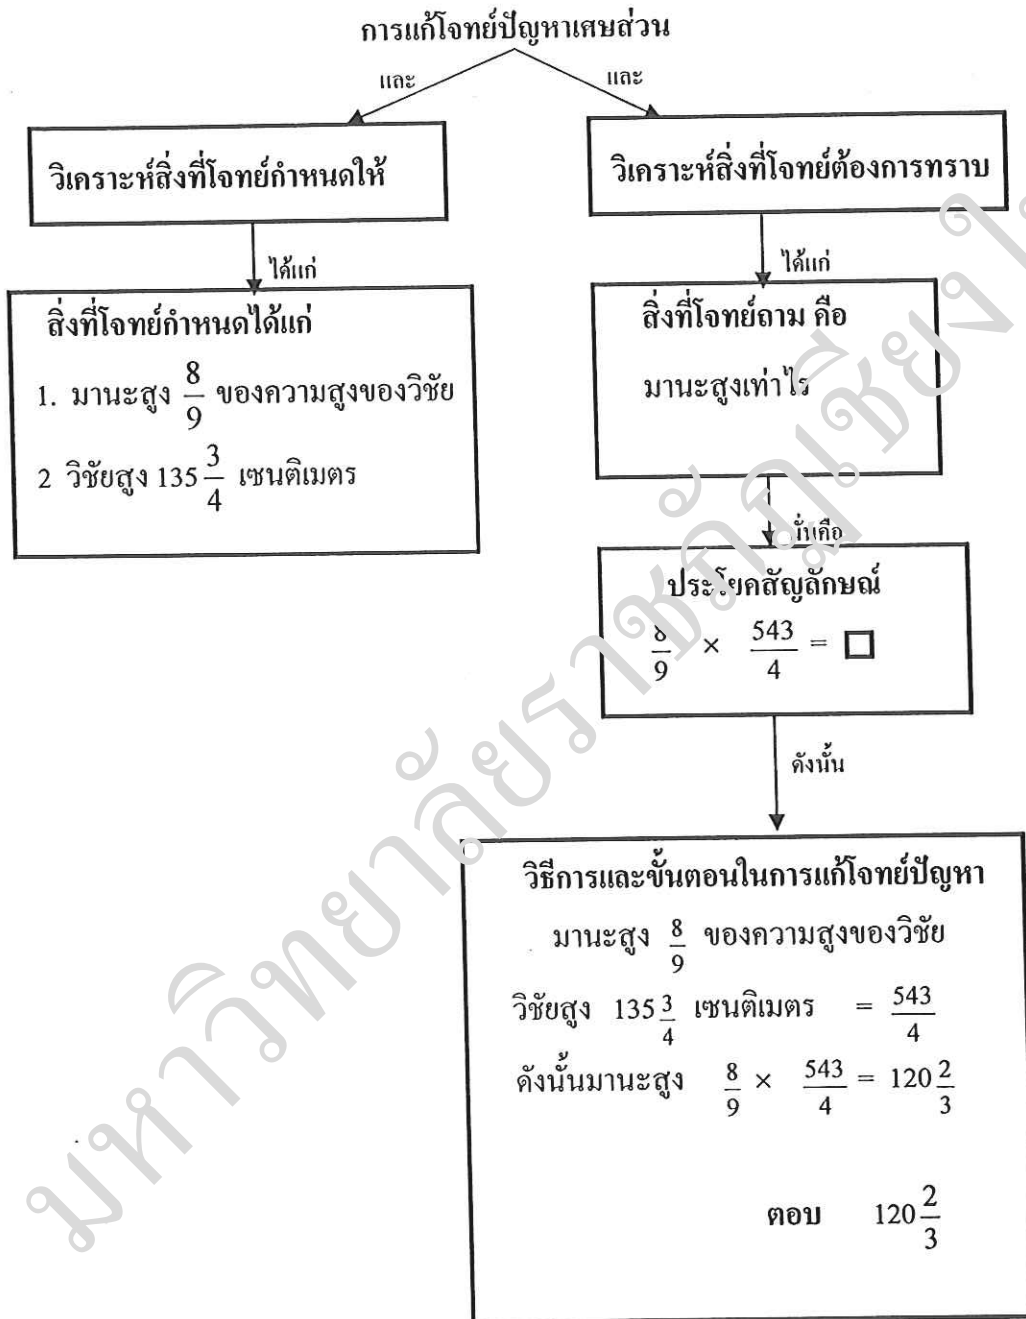 การแก้โจทย์ปัญหาเศษส่วน
และ
และ
วิเคราะห์สิ่งที่โจทย์กำหนดให้
วิเคราะห์สิ่งที่โจทย์ต้องการทราบ
ได้แก่
ได้แก่
สิ่งที่โจทย์กำหนดได้แก่
1. มานะสูง 8/9 ของความสูงของวิชัย
2 วิชัยสูง 135 3/4 เซนติเมตร
สิ่งที่โจทย์ถาม คือ
มานะสูงเท่าไร
นั่นคือ
ประโยคสัญลักษณ์
8/9 × 543/4 = □
ดังนั้น
วิธีการและขั้นตอนในการแก้โจทย์ปัญหา
มานะสูง 8/9 ของความสูงของวิชัย
วิชัยสูง 135 3/4 เซนติเมตร = 543/4
ดังนั้นมานะสูง 8/9 × 543/4 = 120 2/3
ตอบ 120 2/3
มหาวิทยาลัยราชภัฏเชียงให